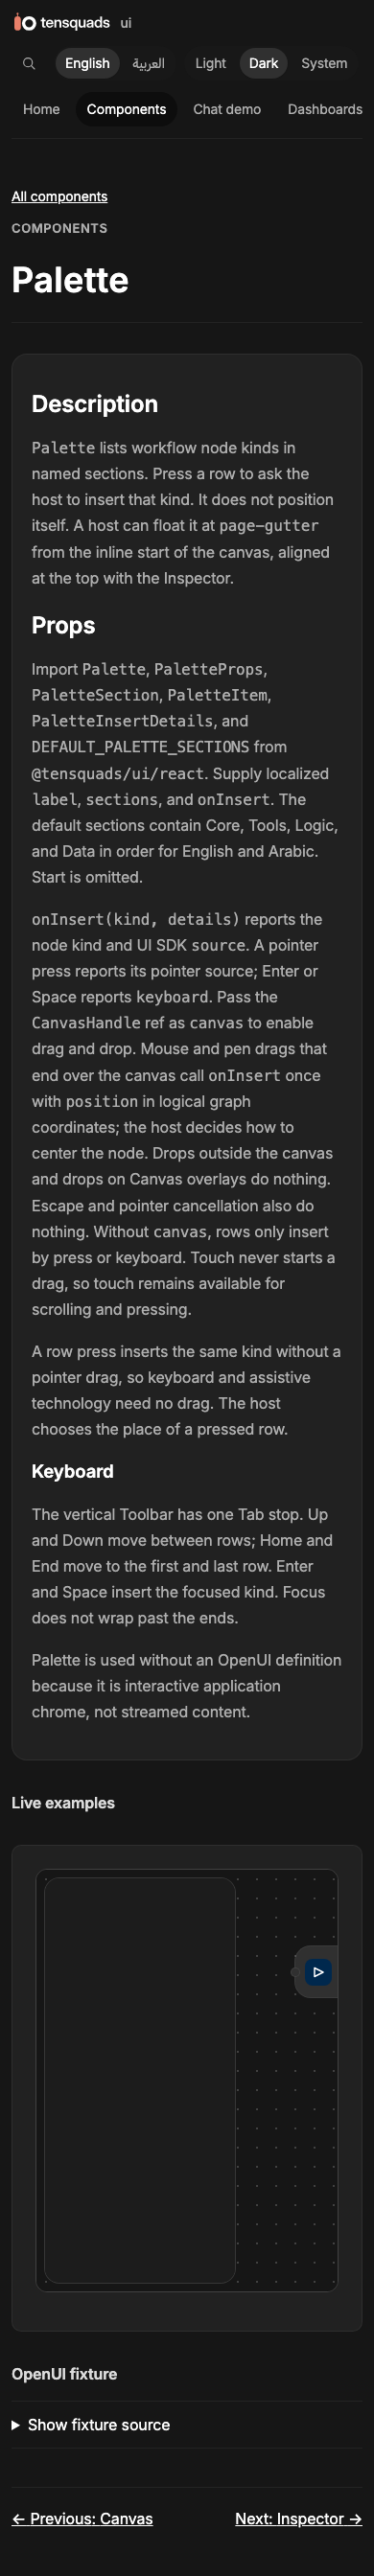 tensquads ui
English العربية Light Dark System
Home Components Chat demo Dashboards
All components
COMPONENTS
Palette
Description
Palette lists workflow node kinds in
named sections. Press a row to ask the
host to insert that kind. It does not position
itself. A host can float it at page-gutter
from the inline start of the canvas, aligned
at the top with the Inspector.
Props
Import Palette, PaletteProps,
PaletteSection, PaletteItem,
PaletteInsertDetails, and
DEFAULT_PALETTE_SECTIONS from
@tensquads/ui/react. Supply localized
label, sections, and onInsert. The
default sections contain Core, Tools, Logic,
and Data in order for English and Arabic.
Start is omitted.
onInsert(kind, details) reports the
node kind and UI SDK source. A pointer
press reports its pointer source; Enter or
Space reports keyboard. Pass the
CanvasHandle ref as canvas to enable
drag and drop. Mouse and pen drags that
end over the canvas call onInsert once
with position in logical graph
coordinates; the host decides how to
center the node. Drops outside the canvas
and drops on Canvas overlays do nothing.
Escape and pointer cancellation also do
nothing. Without canvas, rows only insert
by press or keyboard. Touch never starts a
drag, so touch remains available for
scrolling and pressing.
A row press inserts the same kind without a
pointer drag, so keyboard and assistive
technology need no drag. The host
chooses the place of a pressed row.
Keyboard
The vertical Toolbar has one Tab stop. Up
and Down move between rows; Home and
End move to the first and last row. Enter
and Space insert the focused kind. Focus
does not wrap past the ends.
Palette is used without an OpenUI definition
because it is interactive application
chrome, not streamed content.
Live examples
OpenUI fixture
Show fixture source
← Previous: Canvas Next: Inspector →